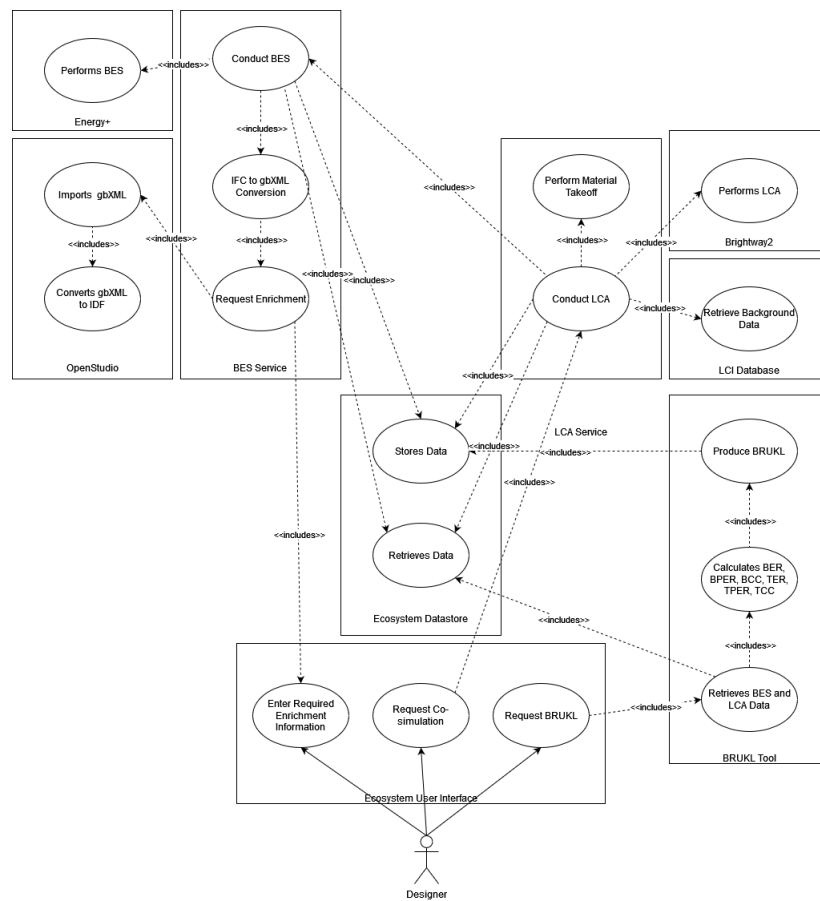 Performs BES
<<includes>>
Conduct BES
Energy+
<<includes>>
Imports gbXML
<<includes>>
Converts gbXML
to IDF
OpenStudio
<<includes>>
IFC to gbXML
Conversion
<<includes>>
Request Enrichment
BES Service
<<includes>>
<<includes>>
<<includes>>
Perform Material
Takeoff
<<includes>>
Conduct LCA
<<includes>>
Performs LCA
Brightway2
<<includes>>
Retrieve Background
Data
LCI Database
<<includes>>
LCA Service
Stores Data
<<includes>>
<<includes>>
Produce BRUKL
<<includes>>
<<includes>>
<<includes>>
Retrieves Data
Ecosystem Datastore
Calculates BER,
BPER, BCC, TER,
TPER, TCC
<<includes>>
<<includes>>
Retrieves BES and
LCA Data
BRUKL Tool
Enter Required
Enrichment
Information
Request Co-
simulation
Request BRUKL
<<includes>>
Ecosystem User Interface
Designer